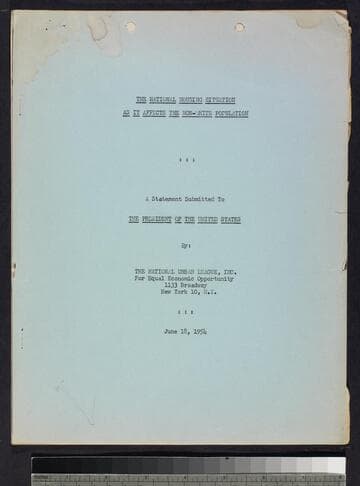 THE NATIONAL HOUSING SITUATION
AS IT AFFECTS THE NON-WHITE POPULATION
: : :
A Statement Submitted To
THE PRESIDENT OF THE UNITED STATES
By:
THE NATIONAL URBAN LEAGUE, INC.
For Equal Economic Opportunity
1133 Broadway
New York 10, N.Y.
: : :
June 18, 1954